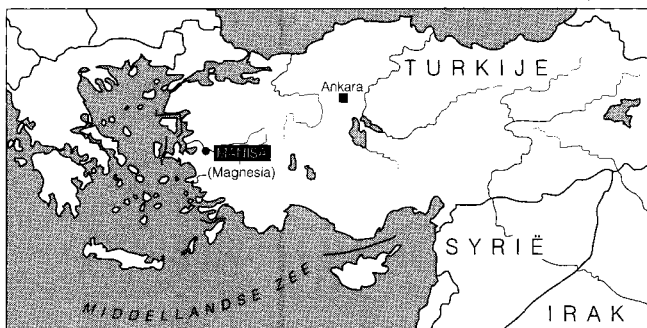 TURKIJE
Ankara
MANISA
(Magnesia)
SYRIË
MIDDELLANDSE ZEE
IRAK